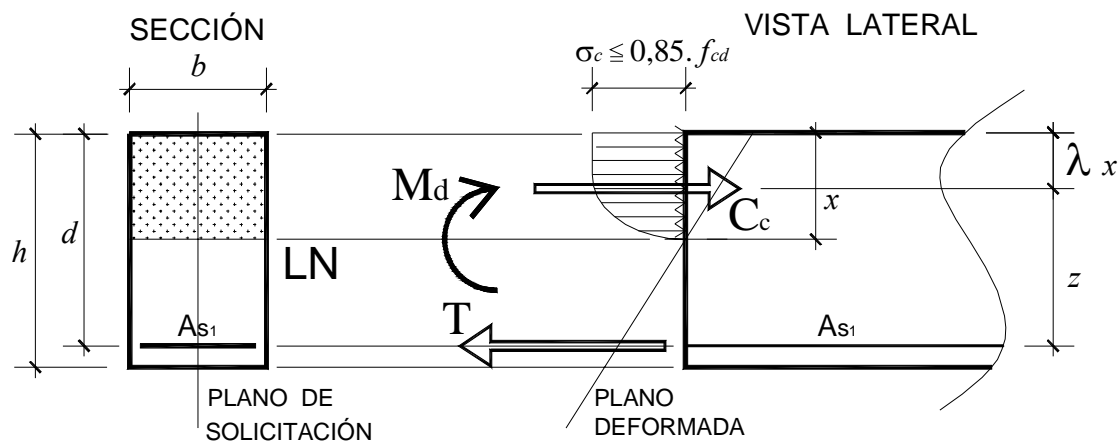 SECCIÓN
VISTA LATERAL
b
σc ≦ 0,85. fcd
h
d
Md
Cc
x
λ x
z
LN
T
As1
As1
PLANO DE
SOLICITACIÓN
PLANO
DEFORMADA